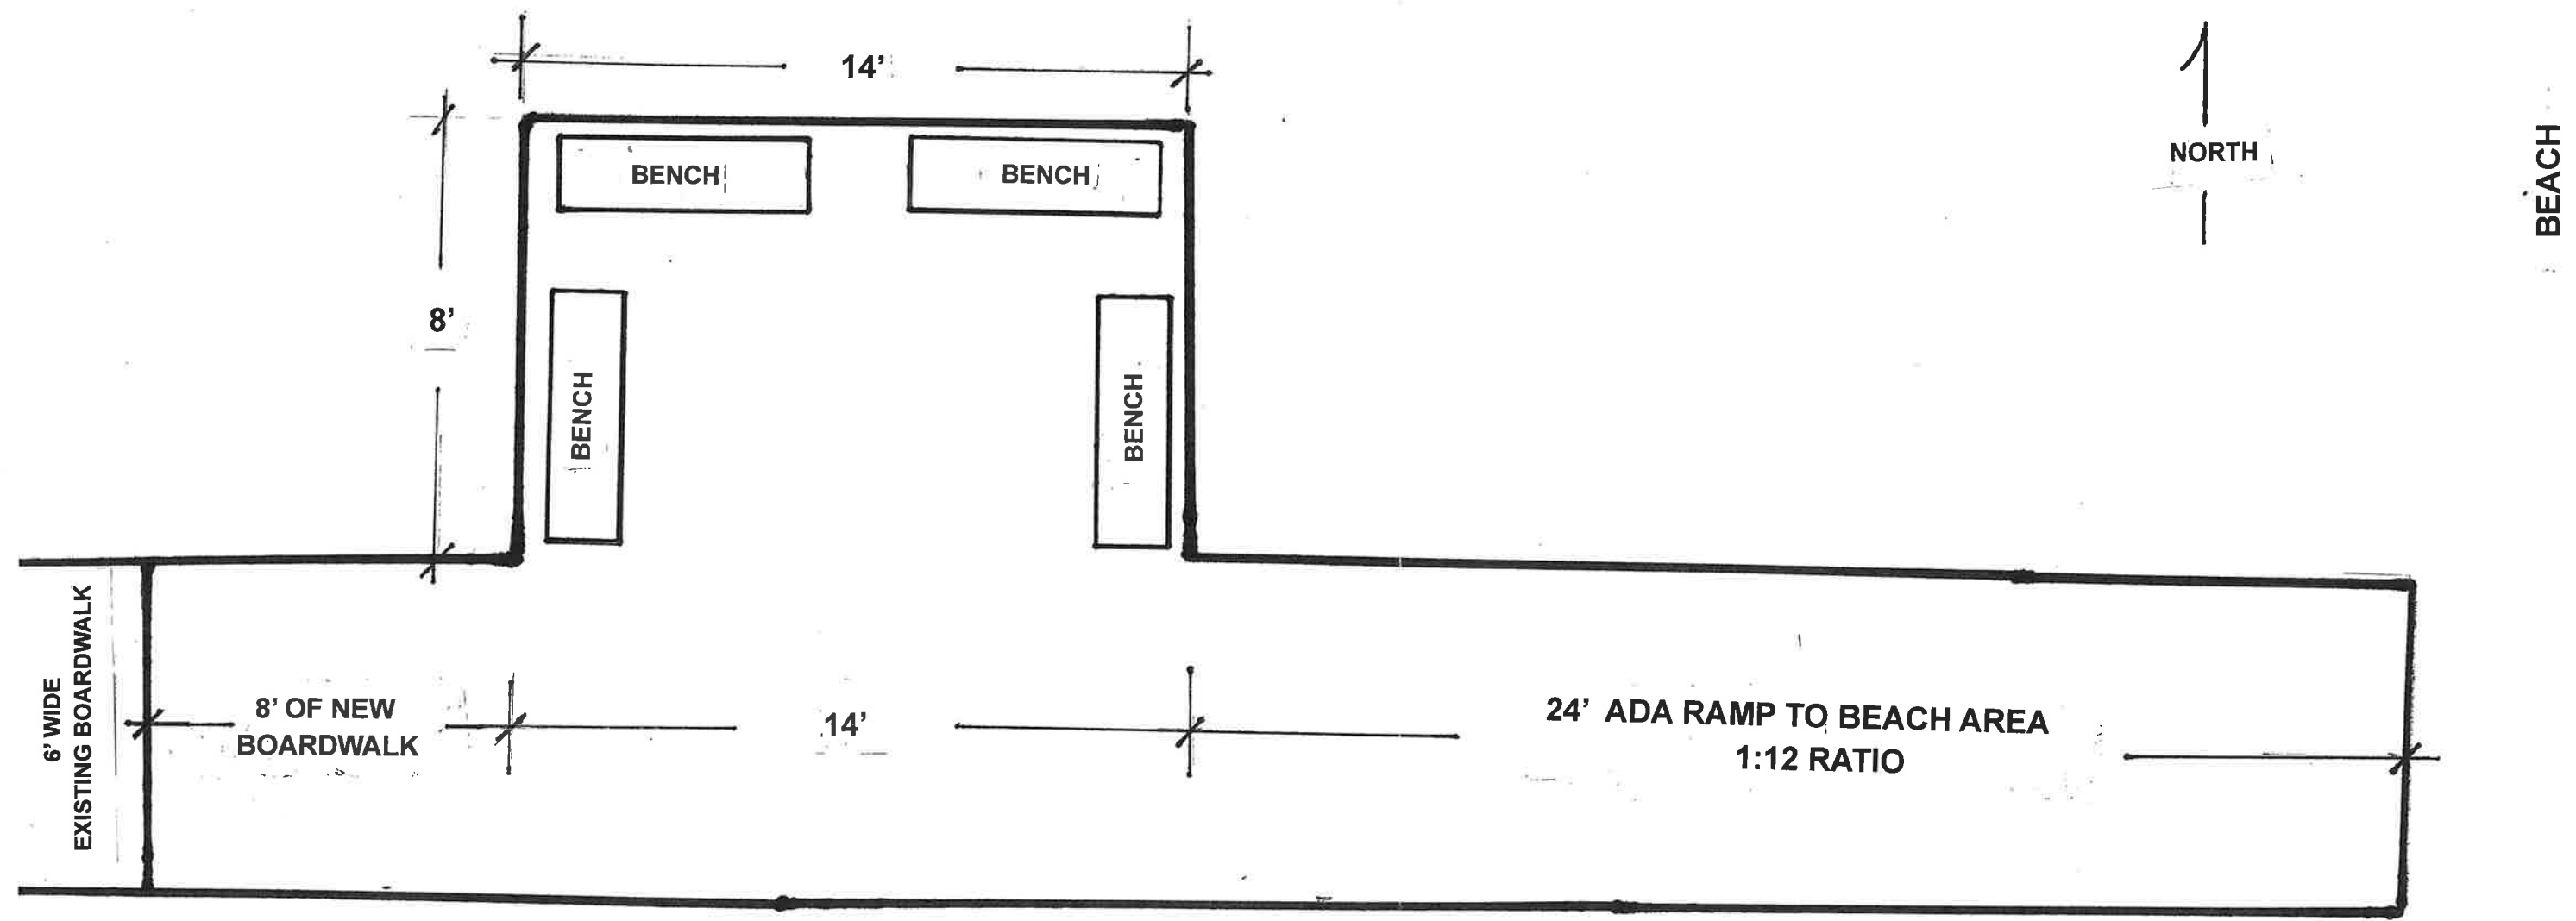 14'
NORTH
BEACH
BENCH
BENCH
8'
BENCH
BENCH
6' WIDE
EXISTING BOARDWALK
8' OF NEW
BOARDWALK
14'
24' ADA RAMP TO BEACH AREA
1:12 RATIO